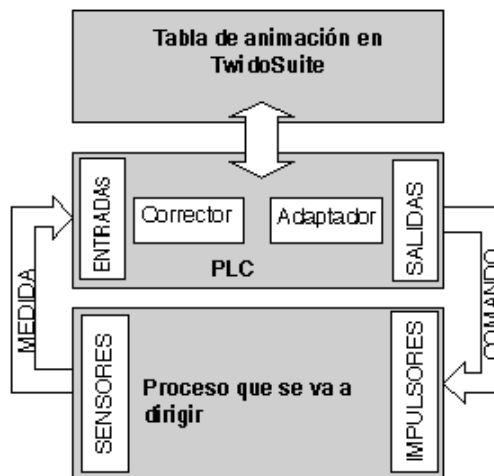 Tabla de animación en
TwidoSuite
ENTRADAS
Corrector
Adaptador
SALIDAS
PLC
MEDIDA
COMANDO
SENSORES
Proceso que se va a
dirigir
IMPULSORES